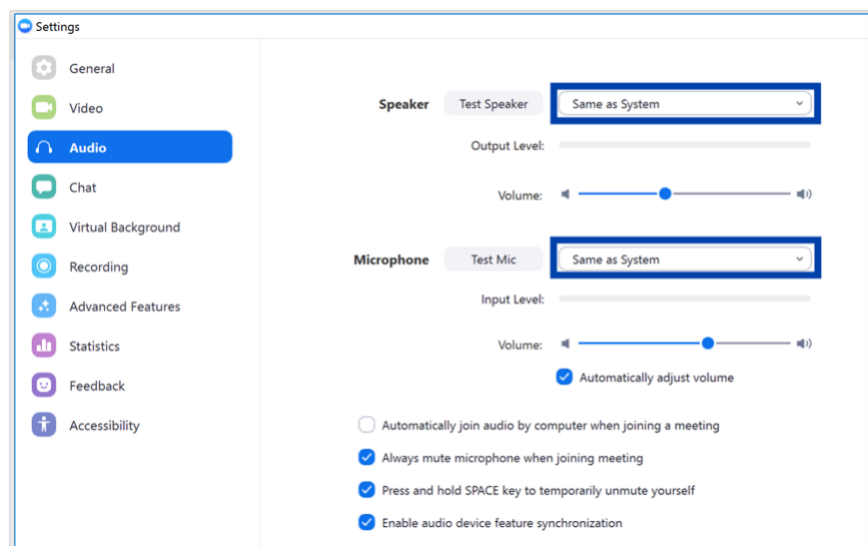 Settings
General
Video
Audio
Chat
Virtual Background
Recording
Advanced Features
Statistics
Feedback
Accessibility
Speaker Test Speaker Same as System
Output Level:
Volume:
Microphone Test Mic Same as System
Input Level:
Volume:
Automatically adjust volume
Automatically join audio by computer when joining a meeting
Always mute microphone when joining meeting
Press and hold SPACE key to temporarily unmute yourself
Enable audio device feature synchronization